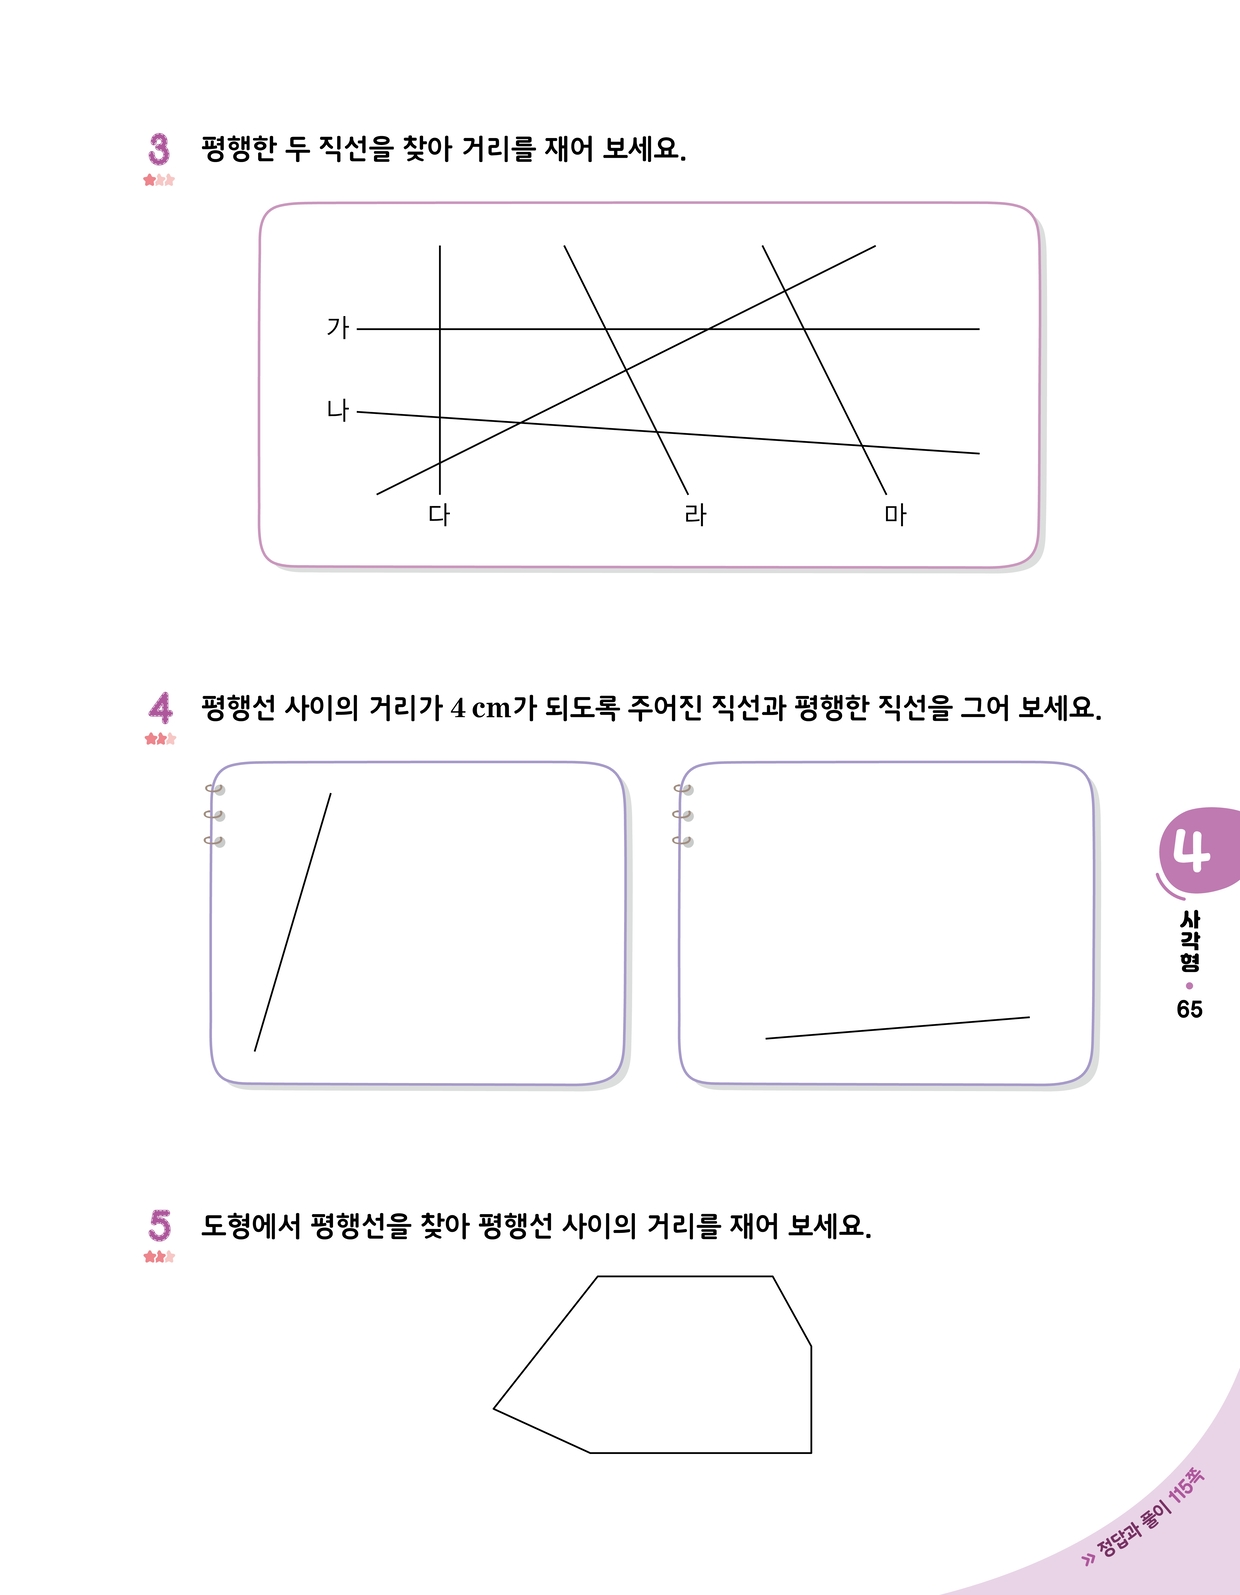 3 평행한 두 직선을 찾아 거리를 재어 보세요.
가
나
다 라 마
4 평행선 사이의 거리가 4 cm가 되도록 주어진 직선과 평행한 직선을 그어 보세요.
4
사각형
65
5 도형에서 평행선을 찾아 평행선 사이의 거리를 재어 보세요.
» 정답과 풀이 115쪽